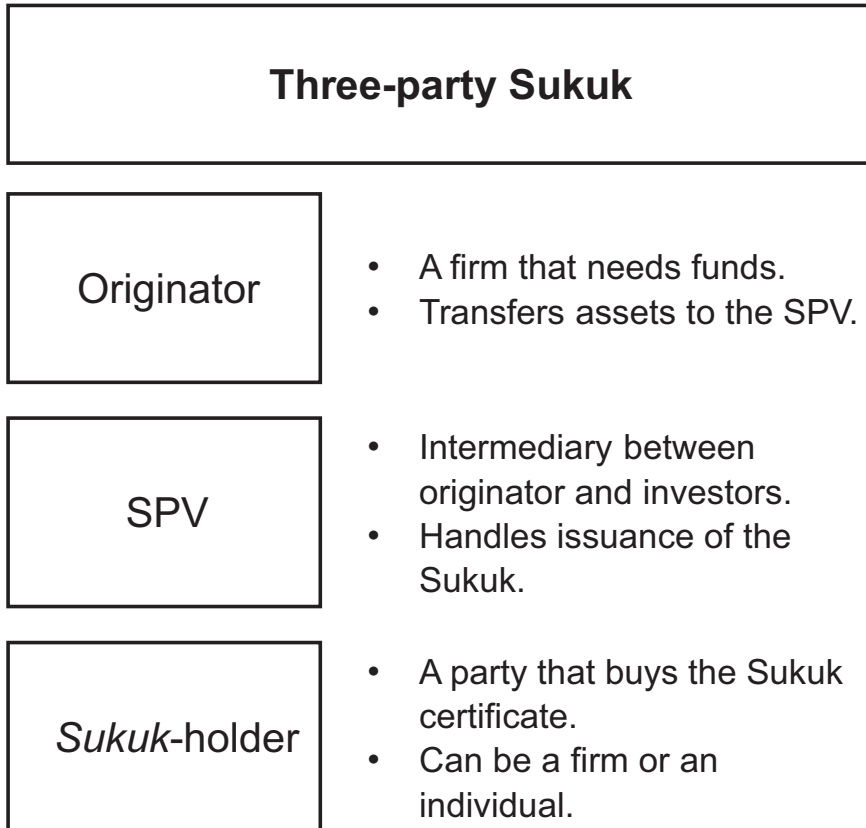 Three-party Sukuk
Originator
• A firm that needs funds.
• Transfers assets to the SPV.
SPV
• Intermediary between
originator and investors.
• Handles issuance of the
Sukuk.
Sukuk-holder
• A party that buys the Sukuk
certificate.
• Can be a firm or an
individual.